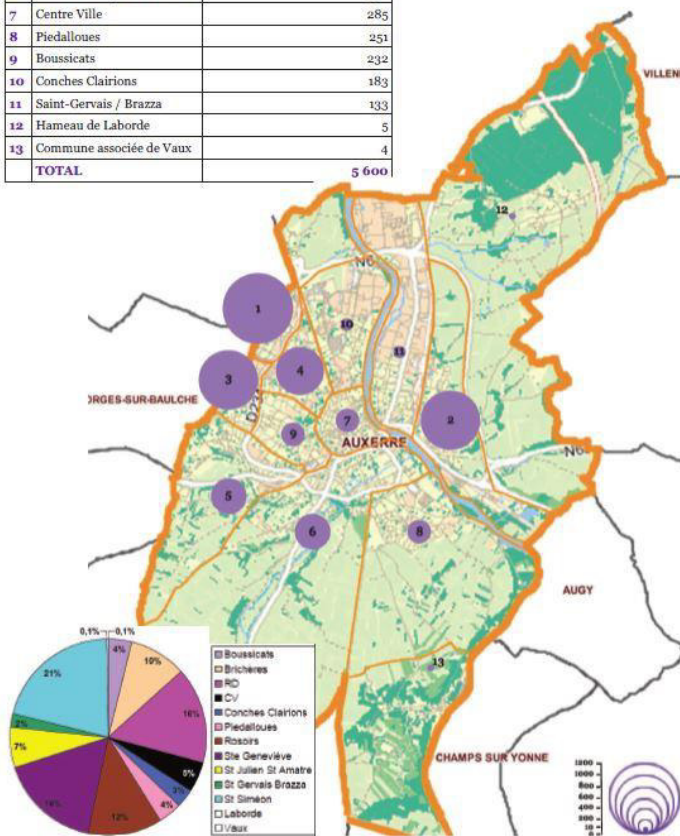 7 Centre Ville 285
8 Piedalloues 251
9 Boussicats 232
10 Conches Clairions 183
11 Saint-Gervais / Brazza 133
12 Hameau de Laborde 5
13 Commune associée de Vaux 4
TOTAL 5 600
VILLEN
12
N6
1
10
11
3
4
ORGES-SUR-BAULCHE
D23
2
9
7
AUXERRE
N6
5
6
8
AUGY
13
CHAMPS SUR YONNE
0,1% 0,1%
4%
10%
16%
5%
3%
4%
12%
7%
2%
21%
Boussicats
Brichères
RD
CV
Conches Clairions
Piedalloues
Rosoirs
Ste Geneviève
St Julien St Amatre
St Gervais Brazza
St Siméon
Laborde
Vaux
1200
1000
800
600
400
200
10
0